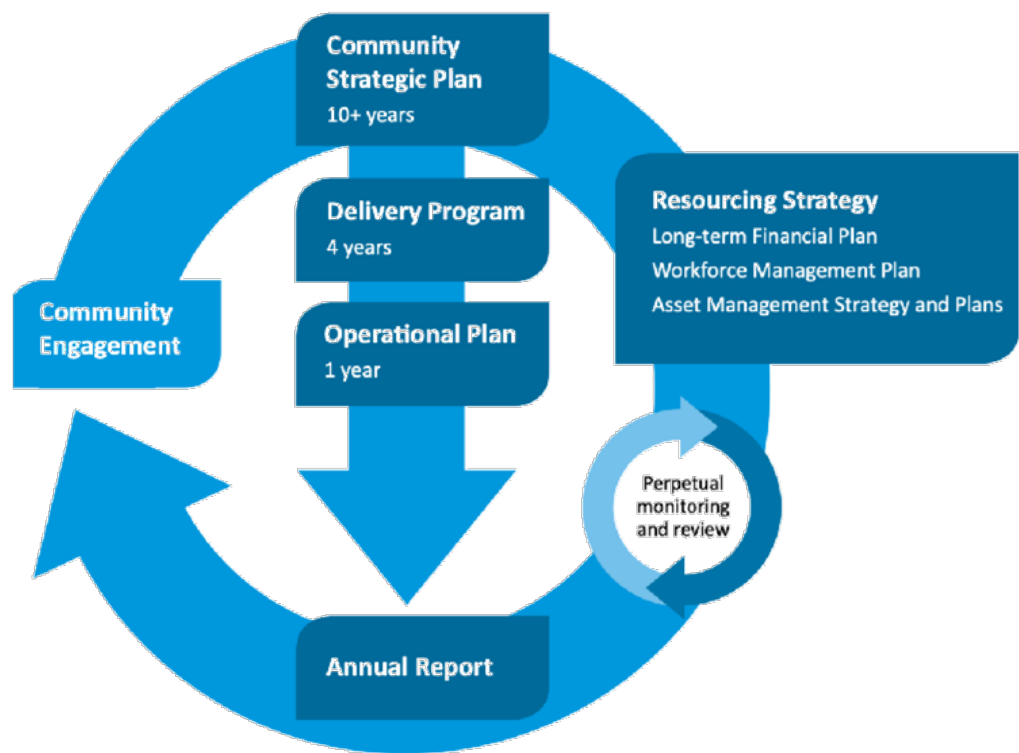 Community
Strategic Plan
10+ years
Delivery Program
4 years
Operational Plan
1 year
Resourcing Strategy
Long-term Financial Plan
Workforce Management Plan
Asset Management Strategy and Plans
Community
Engagement
Perpetual
monitoring
and review
Annual Report